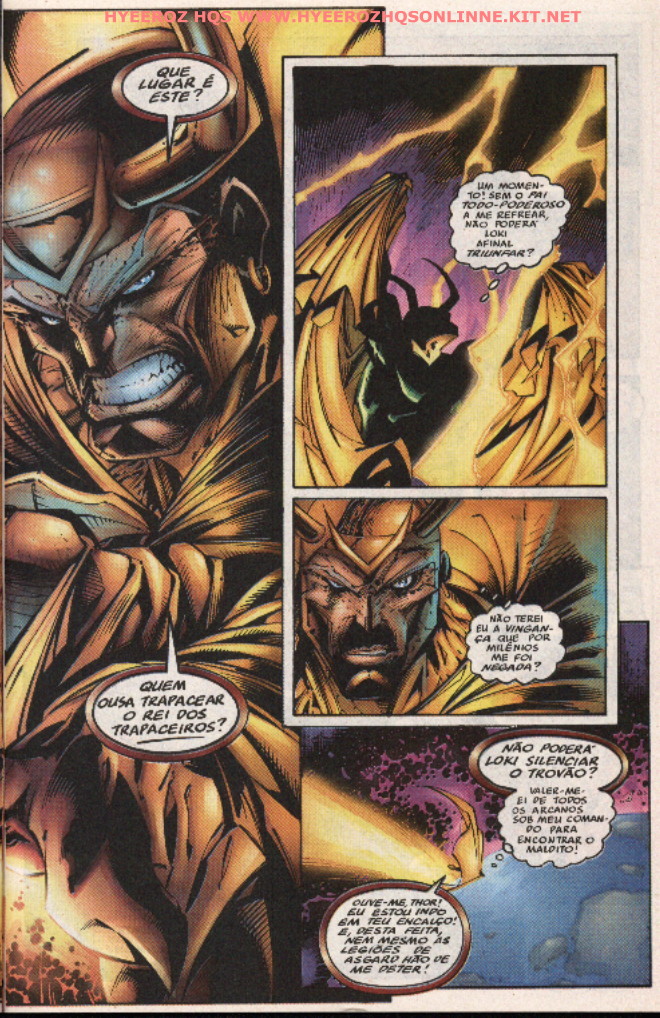 HYEEROZ HQS WWW.HYEEROZHQSONLINNE.KIT.NET
QUE
LUGAR É
ESTE?
QUEM
OUSA TRAPACEAR
O REI DOS
TRAPACEIROS?
UM MOMEN-
TO! SEM O PAI
TODO-PODEROSO
A ME REFREAR,
NÃO PODERÁ
LOKI
AFINAL
TRIUNFAR?
NÃO TEREI
EU A VINGAN-
ÇA QUE POR
MILÊNIOS
ME FOI
NEGADA?
NÃO PODERÁ
LOKI SILENCIAR
O TROVÃO?
VALER-ME-
EI DE TODOS
OS ARCANOS
SOB MEU COMAN-
DO PARA
ENCONTRAR O
MALDITO!
OUVE-ME, THOR!
EU ESTOU INDO
EM TEU ENCALÇO!
E, DESTA FEITA,
NEM MESMO AS
LEGIÕES DE
ASGARD HÃO DE
ME DETER!